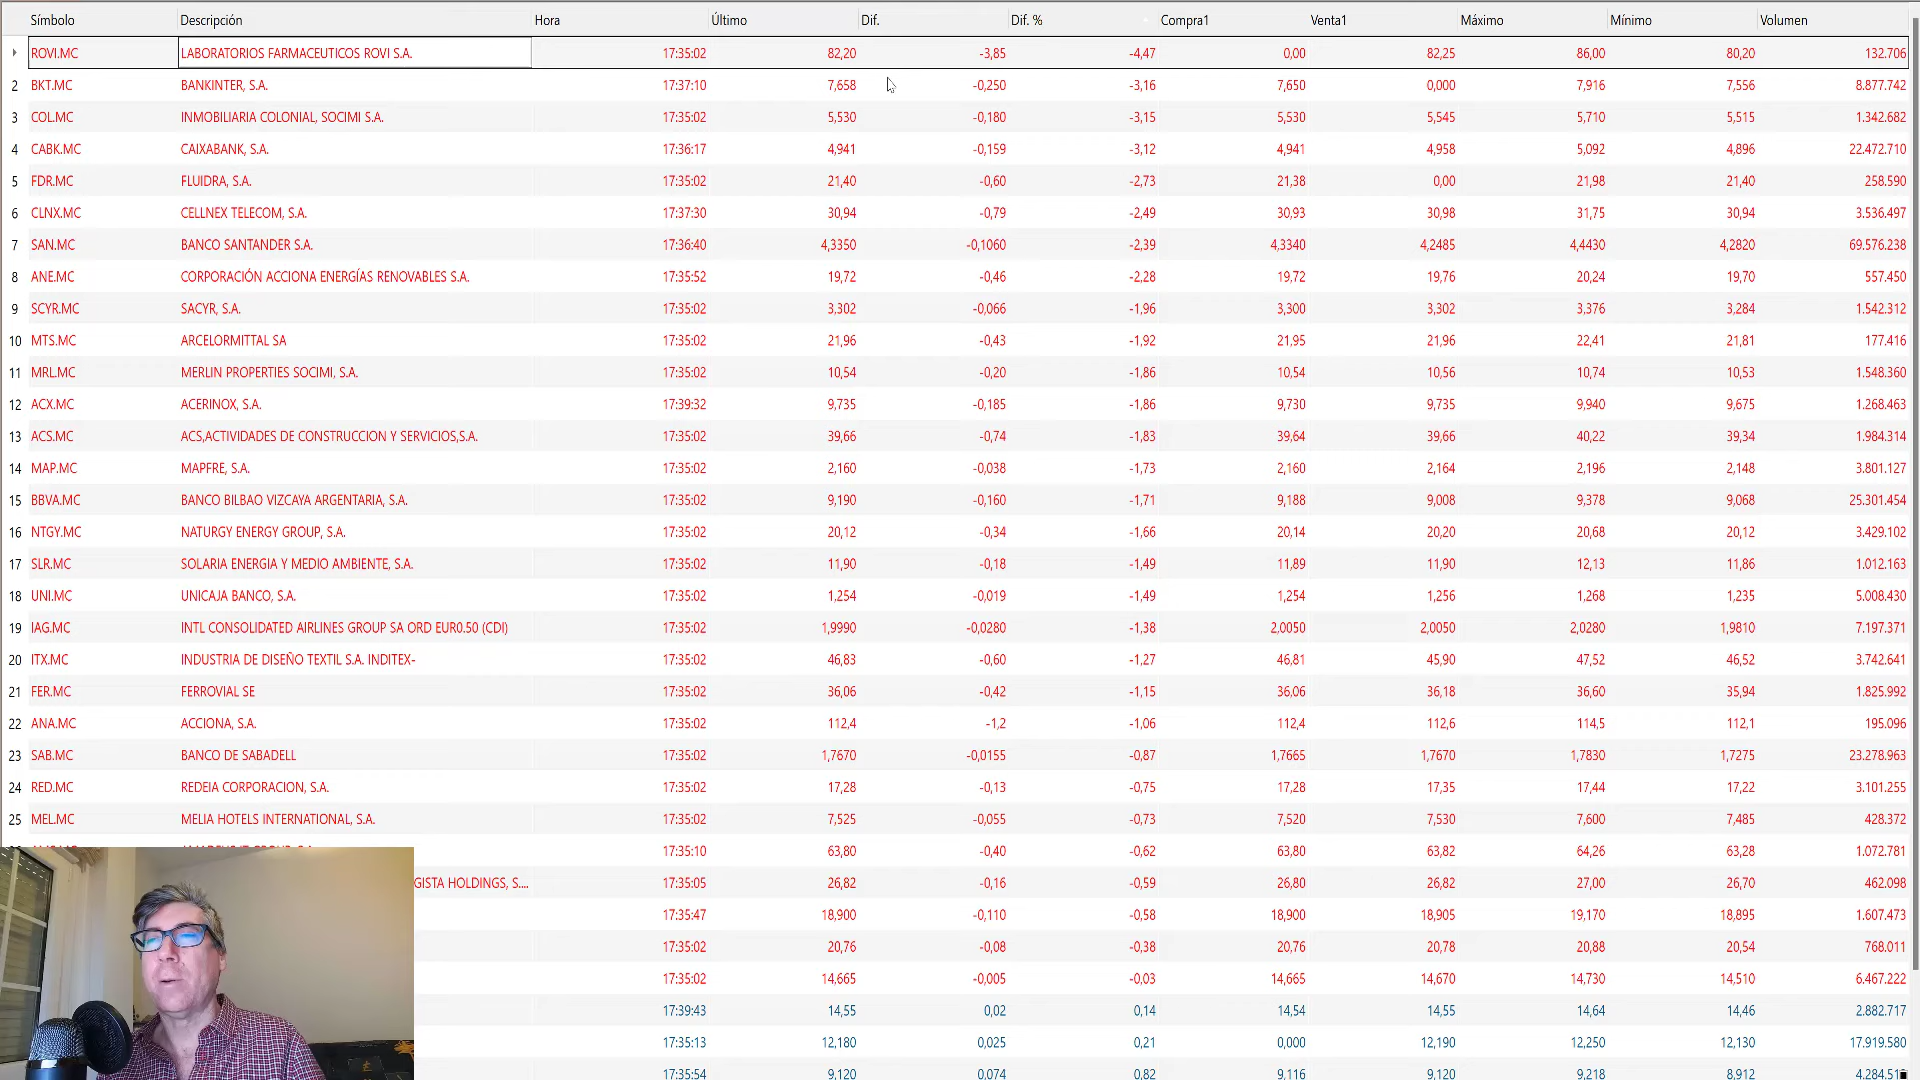 Símbolo Descripción Hora Último Dif. Dif. % Compra1 Venta1 Máximo Mínimo Volumen
ROVI.MC LABORATORIOS FARMACEUTICOS ROVI S.A. 17:35:02 82,20 -3,85 -4,47 0,00 82,25 86,00 80,20 132.706
2 BKT.MC BANKINTER, S.A. 17:37:10 7,658 -0,250 -3,16 7,650 0,000 7,916 7,556 8.877.742
3 COL.MC INMOBILIARIA COLONIAL, SOCIMI S.A. 17:35:02 5,530 -0,180 -3,15 5,530 5,545 5,710 5,515 1.342.682
4 CABK.MC CAIXABANK, S.A. 17:36:17 4,941 -0,159 -3,12 4,941 4,958 5,092 4,896 22.472.710
5 FDR.MC FLUIDRA, S.A. 17:35:02 21,40 -0,60 -2,73 21,38 0,00 21,98 21,40 258.590
6 CLNX.MC CELLNEX TELECOM, S.A. 17:37:30 30,94 -0,79 -2,49 30,93 30,98 31,75 30,94 3.536.497
7 SAN.MC BANCO SANTANDER S.A. 17:36:40 4,3350 -0,1060 -2,39 4,3340 4,2485 4,4430 4,2820 69.576.238
8 ANE.MC CORPORACIÓN ACCIONA ENERGÍAS RENOVABLES S.A. 17:35:52 19,72 -0,46 -2,28 19,72 19,76 20,24 19,70 557.450
9 SCYR.MC SACYR, S.A. 17:35:02 3,302 -0,066 -1,96 3,300 3,302 3,376 3,284 1.542.312
10 MTS.MC ARCELORMITTAL SA 17:35:02 21,96 -0,43 -1,92 21,95 21,96 22,41 21,81 177.416
11 MRL.MC MERLIN PROPERTIES SOCIMI, S.A. 17:35:02 10,54 -0,20 -1,86 10,54 10,56 10,74 10,53 1.548.360
12 ACX.MC ACERINOX, S.A. 17:39:32 9,735 -0,185 -1,86 9,730 9,735 9,940 9,675 1.268.463
13 ACS.MC ACS,ACTIVIDADES DE CONSTRUCCION Y SERVICIOS,S.A. 17:35:02 39,66 -0,74 -1,83 39,64 39,66 40,22 39,34 1.984.314
14 MAP.MC MAPFRE, S.A. 17:35:02 2,160 -0,038 -1,73 2,160 2,164 2,196 2,148 3.801.127
15 BBVA.MC BANCO BILBAO VIZCAYA ARGENTARIA, S.A. 17:35:02 9,190 -0,160 -1,71 9,188 9,008 9,378 9,068 25.301.454
16 NTGY.MC NATURGY ENERGY GROUP, S.A. 17:35:02 20,12 -0,34 -1,66 20,14 20,20 20,68 20,12 3.429.102
17 SLR.MC SOLARIA ENERGIA Y MEDIO AMBIENTE, S.A. 17:35:02 11,90 -0,18 -1,49 11,89 11,90 12,13 11,86 1.012.163
18 UNI.MC UNICAJA BANCO, S.A. 17:35:02 1,254 -0,019 -1,49 1,254 1,256 1,268 1,235 5.008.430
19 IAG.MC INTL CONSOLIDATED AIRLINES GROUP SA ORD EUR0.50 (CDI) 17:35:02 1,9990 -0,0280 -1,38 2,0050 2,0050 2,0280 1,9810 7.197.371
20 ITX.MC INDUSTRIA DE DISEÑO TEXTIL S.A. INDITEX- 17:35:02 46,83 -0,60 -1,27 46,81 45,90 47,52 46,52 3.742.641
21 FER.MC FERROVIAL SE 17:35:02 36,06 -0,42 -1,15 36,06 36,18 36,60 35,94 1.825.992
22 ANA.MC ACCIONA, S.A. 17:35:02 112,4 -1,2 -1,06 112,4 112,6 114,5 112,1 195.096
23 SAB.MC BANCO DE SABADELL 17:35:02 1,7670 -0,0155 -0,87 1,7665 1,7670 1,7830 1,7275 23.278.963
24 RED.MC REDEIA CORPORACION, S.A. 17:35:02 17,28 -0,13 -0,75 17,28 17,35 17,44 17,22 3.101.255
25 MEL.MC MELIA HOTELS INTERNATIONAL, S.A. 17:35:02 7,525 -0,055 -0,73 7,520 7,530 7,600 7,485 428.372
17:35:10 63,80 -0,40 -0,62 63,80 63,82 64,26 63,28 1.072.781
GISTA HOLDINGS, S.... 17:35:05 26,82 -0,16 -0,59 26,80 26,82 27,00 26,70 462.098
17:35:47 18,900 -0,110 -0,58 18,900 18,905 19,170 18,895 1.607.473
17:35:02 20,76 -0,08 -0,38 20,76 20,78 20,88 20,54 768.011
17:35:02 14,665 -0,005 -0,03 14,665 14,670 14,730 14,510 6.467.222
17:39:43 14,55 0,02 0,14 14,54 14,55 14,64 14,46 2.882.717
17:35:13 12,180 0,025 0,21 0,000 12,190 12,250 12,130 17.919.580
17:35:54 9,120 0,074 0,82 9,116 9,120 9,218 8,912